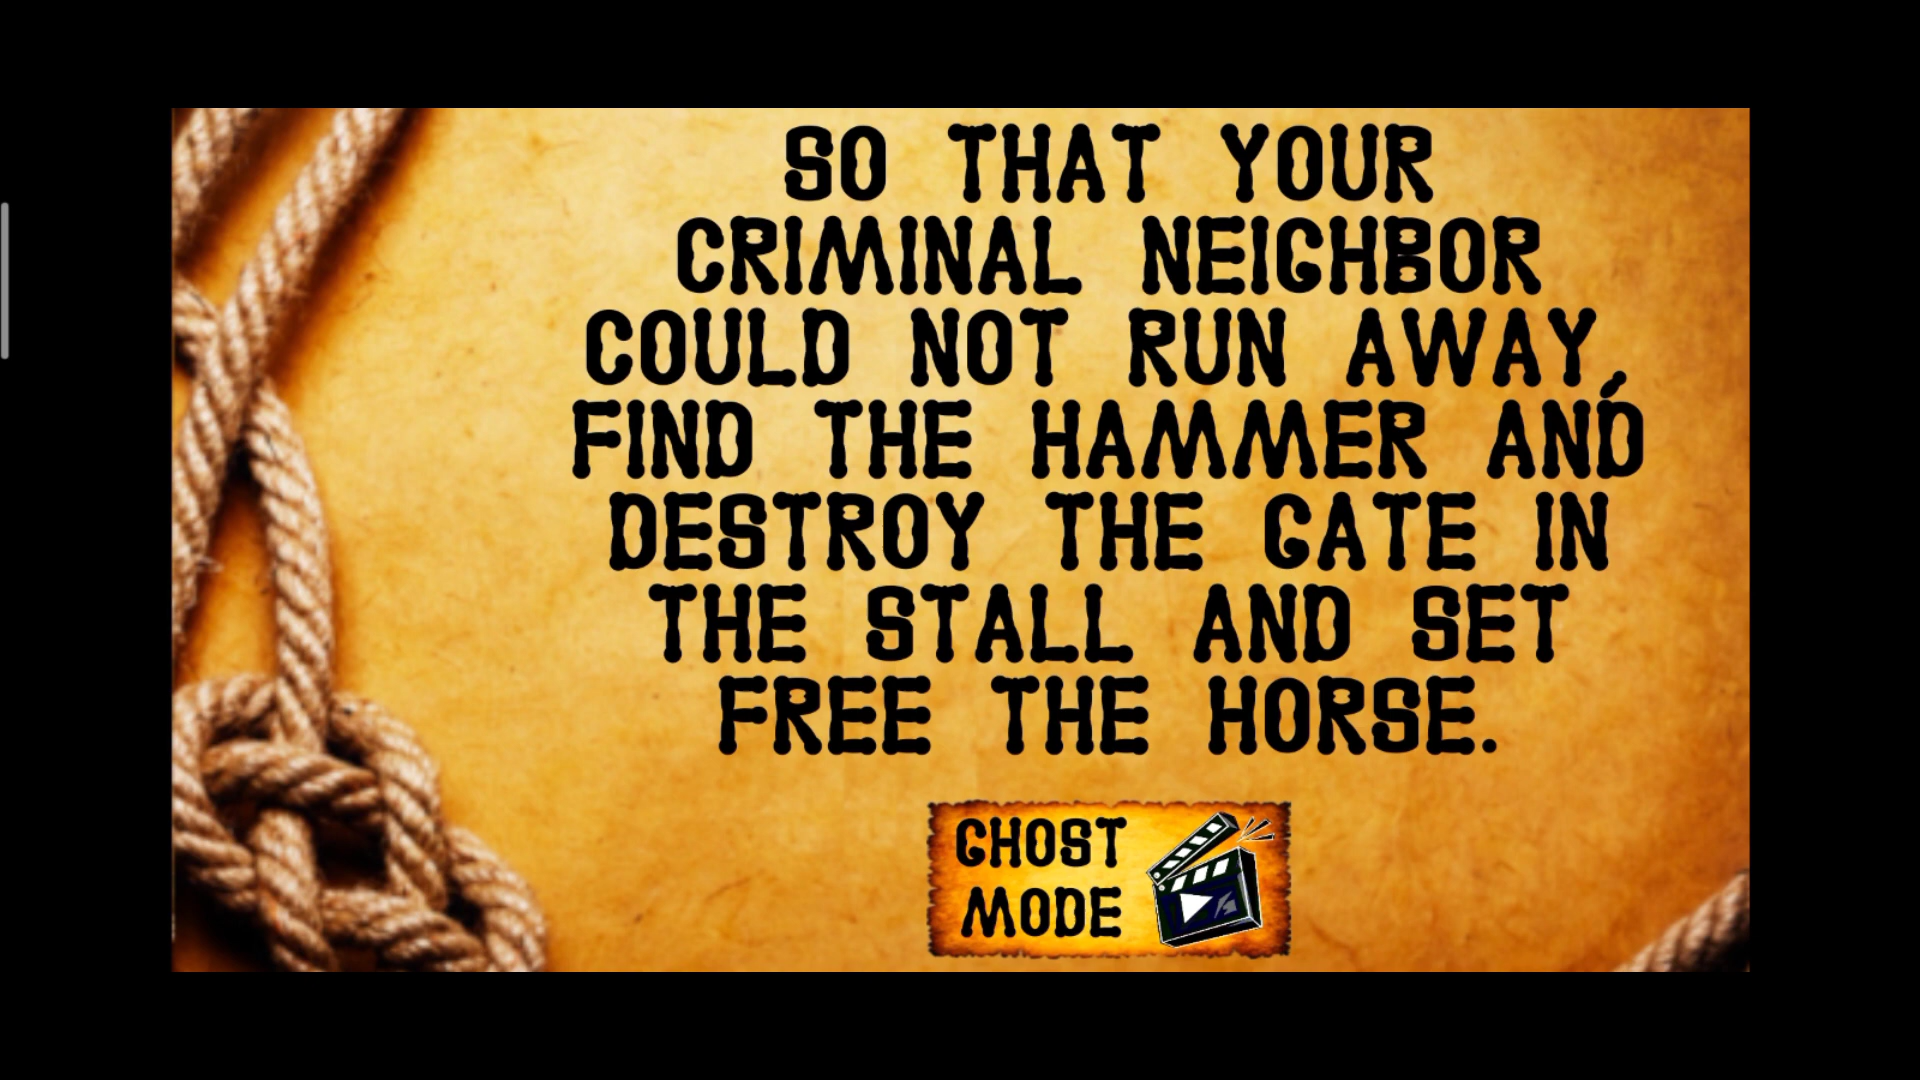 SO THAT YOUR
CRIMINAL NEIGHBOR
COULD NOT RUN AWAY,
FIND THE HAMMER AND
DESTROY THE GATE IN
THE STALL AND SET
FREE THE HORSE.
GHOST
MODE